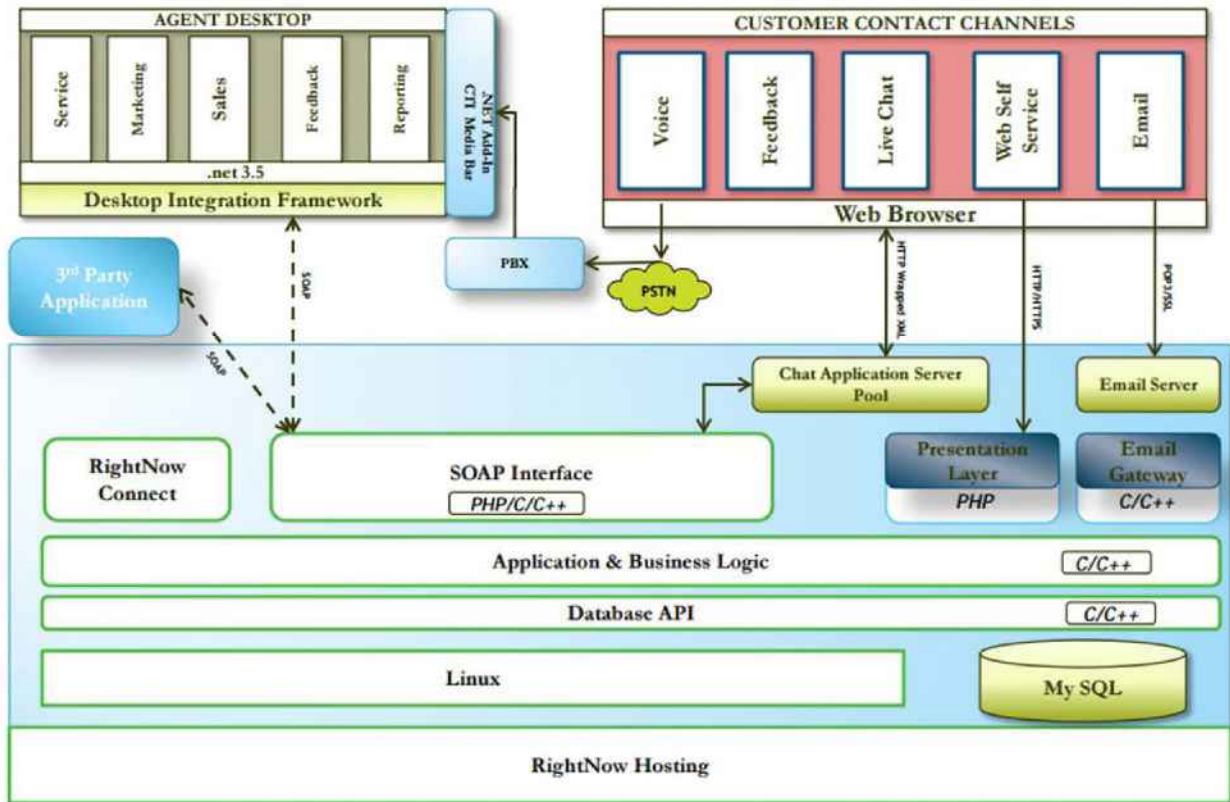 AGENT DESKTOP
Service
Marketing
Sales
Feedback
Reporting
.net 3.5
Desktop Integration Framework
.NET Add-In
CTI Media Bar
CUSTOMER CONTACT CHANNELS
Voice
Feedback
Live Chat
Web Self
Service
Email
Web Browser
3rd Party
Application
SOAP
SOAP
PBX
PSTN
HTTP Wrapped XML
HTTP/HTTPS
POP3/SSL
Chat Application Server
Pool
Email Server
RightNow
Connect
SOAP Interface
PHP/C/C++
Presentation
Layer
PHP
Email
Gateway
C/C++
Application & Business Logic
C/C++
Database API
C/C++
Linux
My SQL
RightNow Hosting